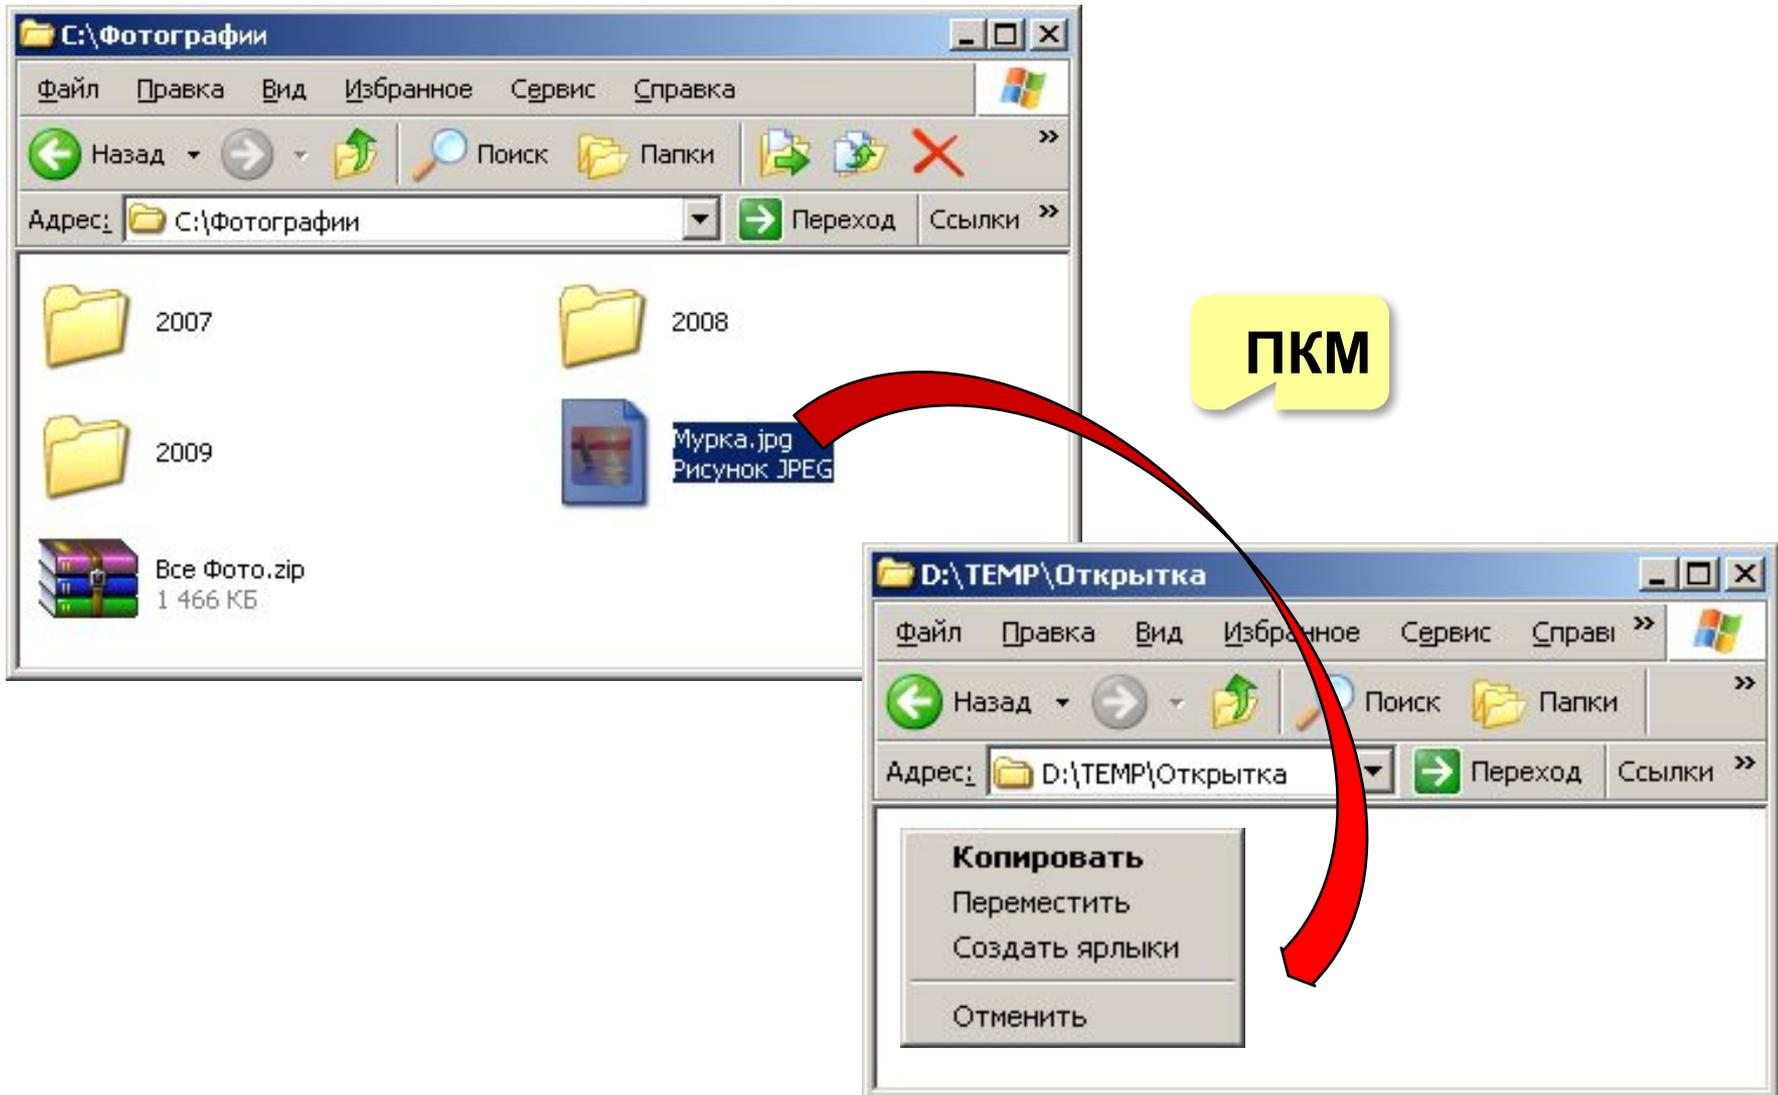 C:\Фотографии
Файл Правка Вид Избранное Сервис Справка
Назад Поиск Папки »
Адрес: C:\Фотографии Переход Ссылки »
2007 2008
2009
Мурка.jpg
Рисунок JPEG
Все Фото.zip
1 466 КБ
ПКМ
D:\TEMP\Открытка
Файл Правка Вид Избранное Сервис Справı »
Назад Поиск Папки »
Адрес: D:\TEMP\Открытка Переход Ссылки »
Копировать
Переместить
Создать ярлыки
Отменить